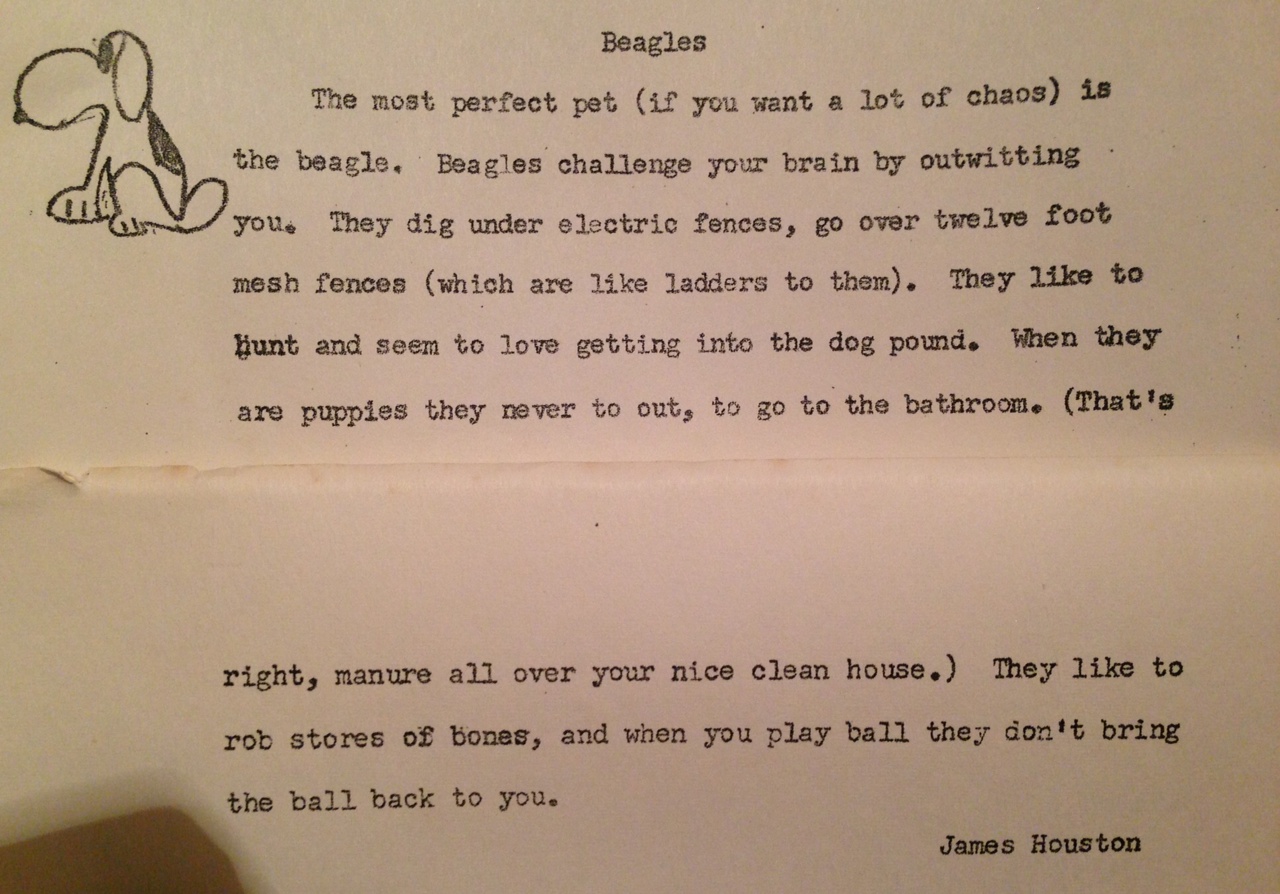 Beagles
The most perfect pet (if you want a lot of chaos) is
the beagle. Beagles challenge your brain by outwitting
you. They dig under electric fences, go over twelve foot
mesh fences (which are like ladders to them). They like to
hunt and seem to love getting into the dog pound. When they
are puppies they never to out, to go to the bathroom. (That's
right, manure all over your nice clean house.) They like to
rob stores of bones, and when you play ball they don't bring
the ball back to you.
James Houston